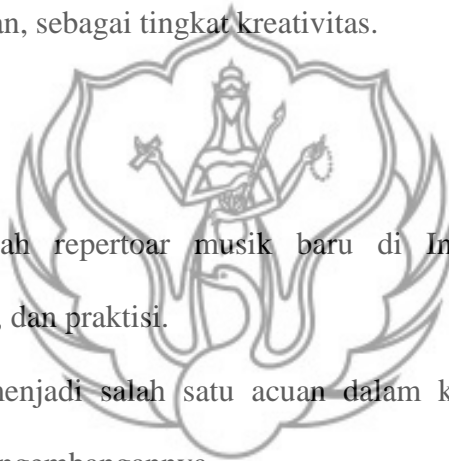 an, sebagai tingkat kreativitas.
ah repertoar musik baru di In
, dan praktisi.
menjadi salah satu acuan dalam k